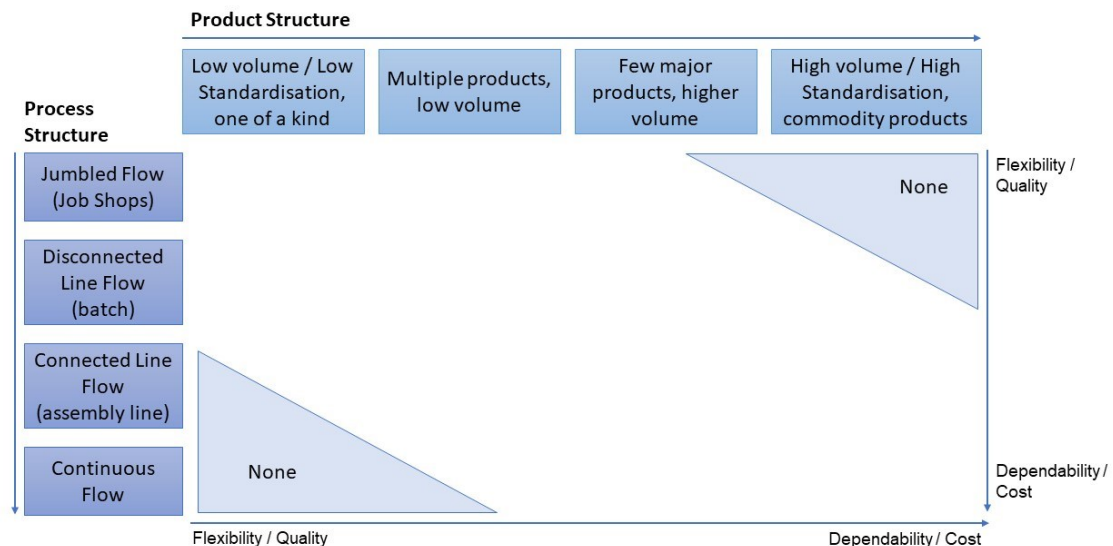 Product Structure
Low volume / Low
Standardisation,
one of a kind
Multiple products,
low volume
Few major
products, higher
volume
High volume / High
Standardisation,
commodity products
Process
Structure
Jumbled Flow
(Job Shops)
None
Flexibility /
Quality
Disconnected
Line Flow
(batch)
Connected Line
Flow
(assembly line)
Continuous
Flow
None
Dependability /
Cost
Flexibility / Quality
Dependability / Cost